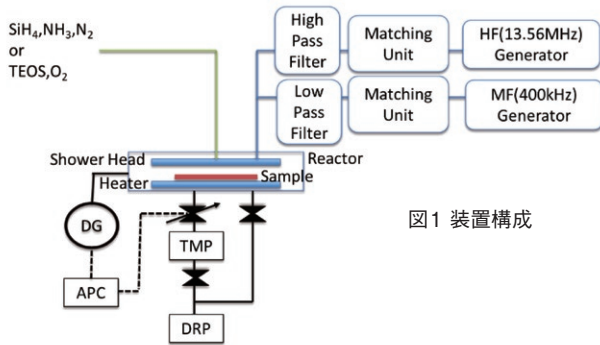 SiH4,NH3,N2
or
TEOS,O2
High
Pass
Filter
Matching
Unit
HF(13.56MHz)
Generator
Low
Pass
Filter
Matching
Unit
MF(400kHz)
Generator
Shower Head
Reactor
Sample
Heater
DG
TMP
APC
DRP
図1 装置構成